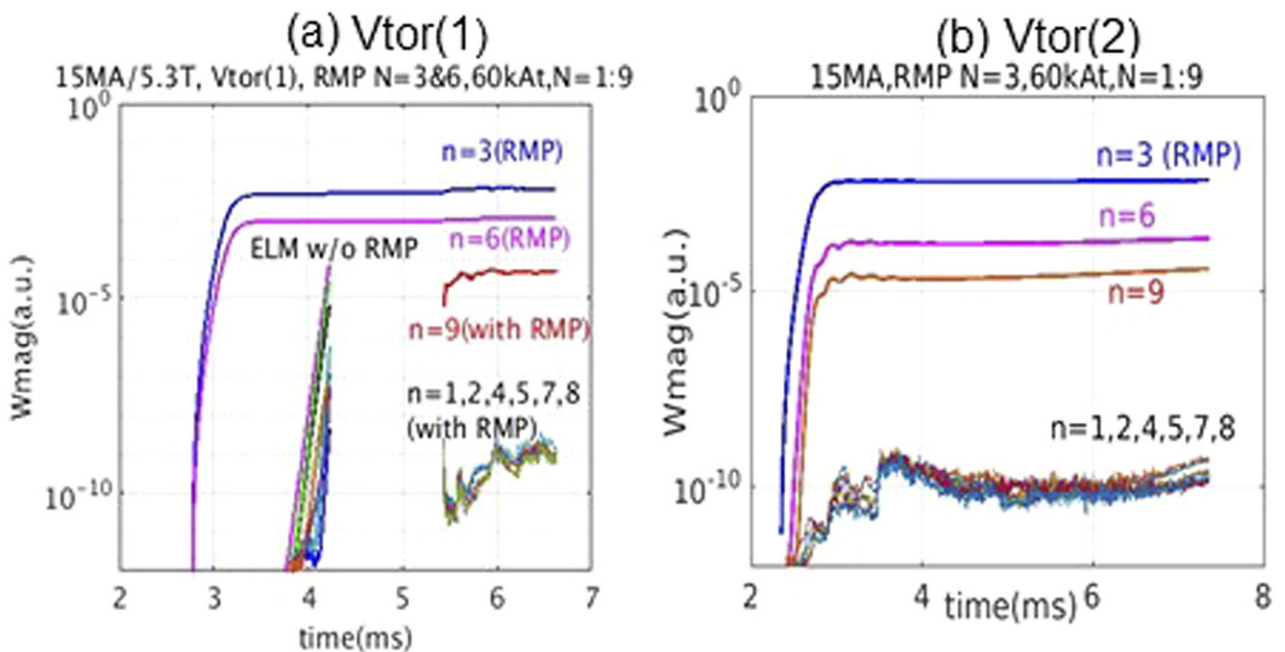 (a) Vtor(1)
15MA/5.3T, Vtor(1), RMP N=3&6,60kAt,N=1:9
10^0
n=3(RMP)
n=6(RMP)
ELM w/o RMP
10^-5
n=9(with RMP)
n=1,2,4,5,7,8
(with RMP)
10^-10
Wmag(a.u.)
2 3 4 5 6 7
time(ms)
(b) Vtor(2)
15MA,RMP N=3,60kAt,N=1:9
10^0
n=3 (RMP)
n=6
10^-5
n=9
n=1,2,4,5,7,8
10^-10
Wmag(a.u.)
2 4 6 8
time(ms)